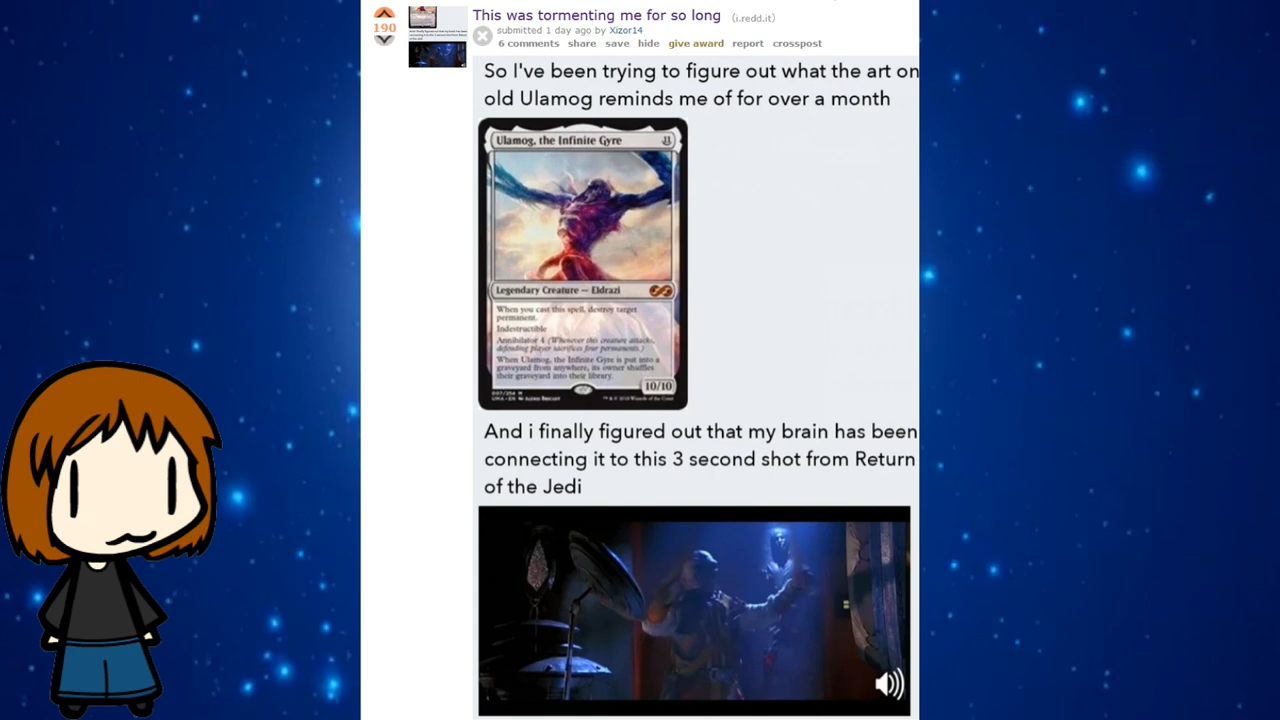 This was tormenting me for so long (i.redd.it)
190
submitted 1 day ago by Xizor14
6 comments share save hide give award report crosspost
So I've been trying to figure out what the art on
old Ulamog reminds me of for over a month
Ulamog, the Infinite Gyre 11
Legendary Creature — Eldrazi
When you cast this spell, destroy target
permanent.
Indestructible
Annihilator 4 (Whenever this creature attacks,
defending player sacrifices four permanents.)
When Ulamog, the Infinite Gyre is put into a
graveyard from anywhere, its owner shuffles
their graveyard into their library.
10/10
And i finally figured out that my brain has been
connecting it to this 3 second shot from Return
of the Jedi